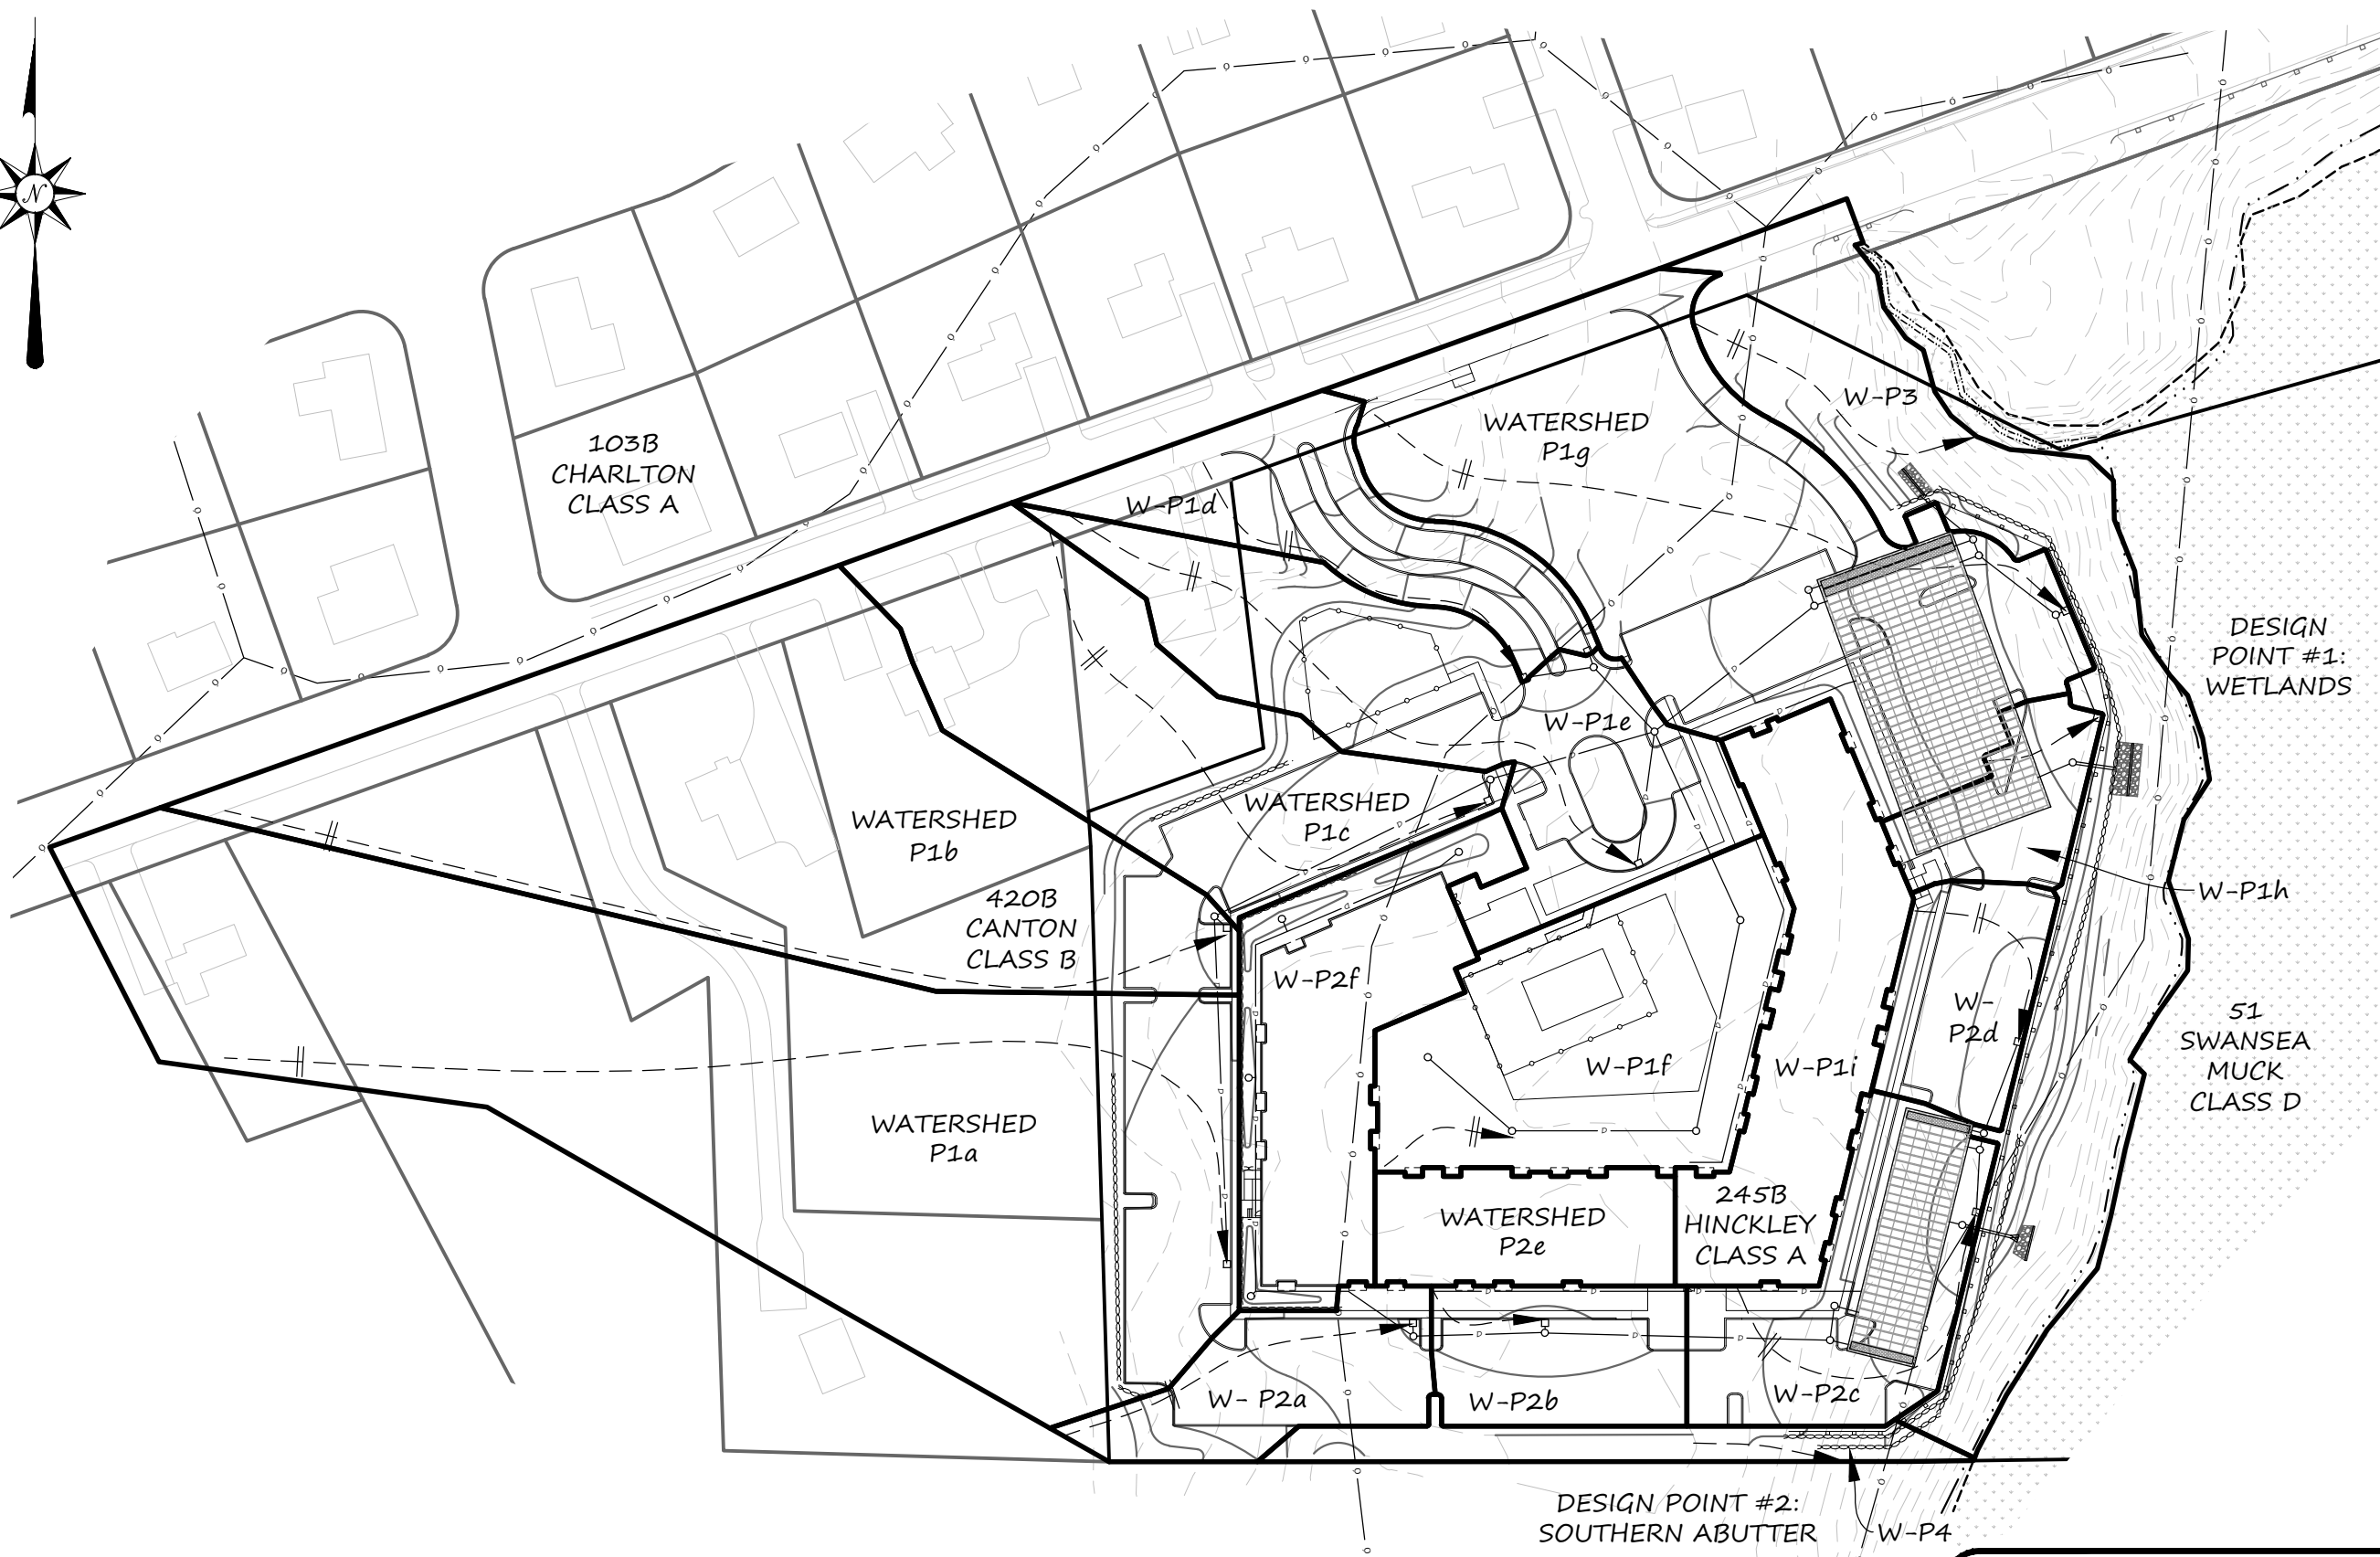 N
103B
CHARLTON
CLASS A
WATERSHED
P1g
W-P3
W-P1d
DESIGN
POINT #1:
WETLANDS
W-P1e
WATERSHED
P1c
WATERSHED
P1b
420B
CANTON
CLASS B
W-P1h
W-P2f
W-
P2d
51
SWANSEA
MUCK
CLASS D
W-P1f
W-P1i
WATERSHED
P1a
245B
HINCKLEY
CLASS A
WATERSHED
P2e
W- P2a
W-P2b
W-P2c
DESIGN POINT #2:
SOUTHERN ABUTTER
W-P4